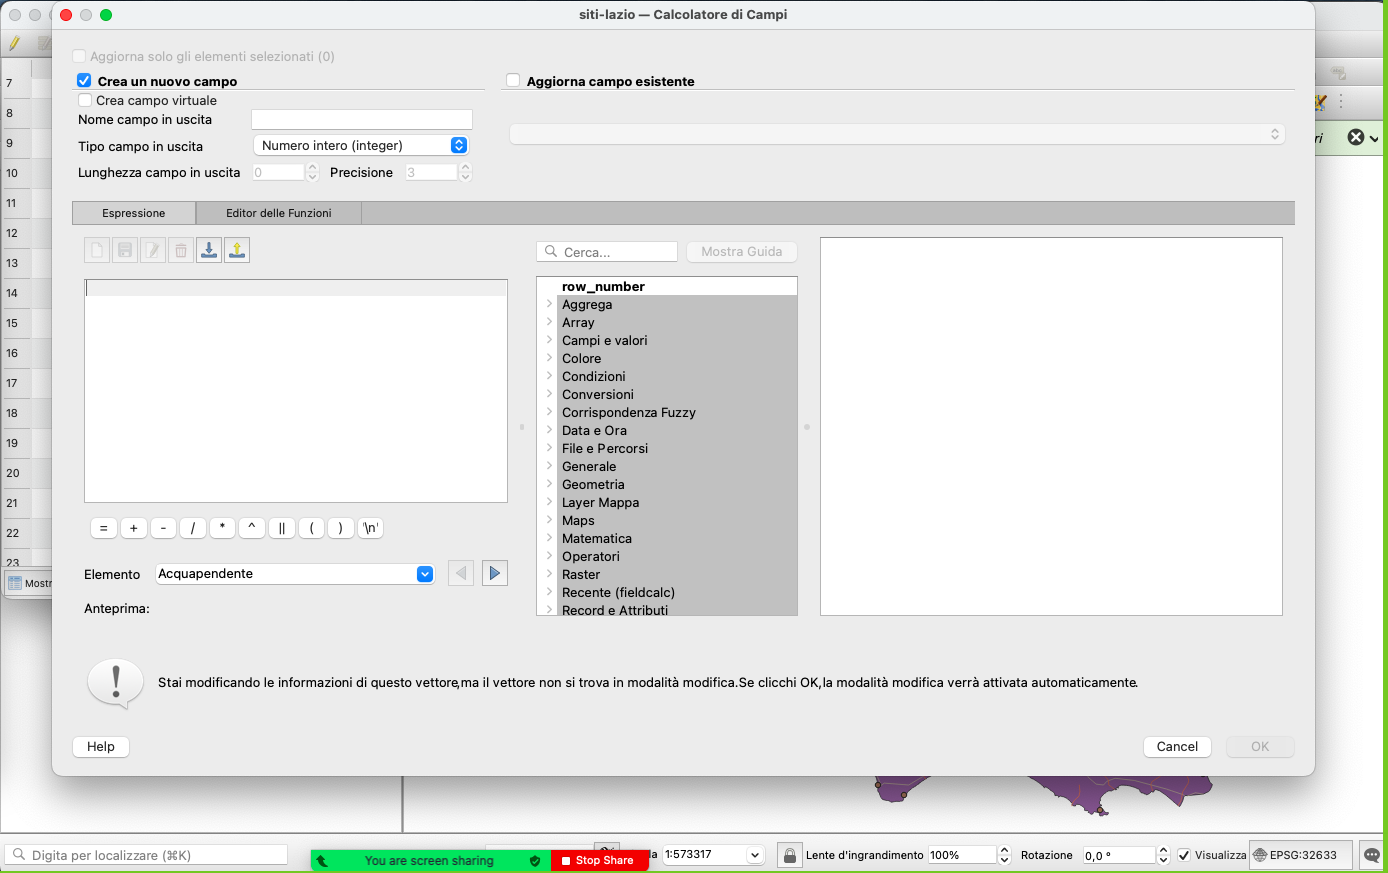 siti-lazio — Calcolatore di Campi
Aggiorna solo gli elementi selezionati (0)
Crea un nuovo campo
Aggiorna campo esistente
Crea campo virtuale
Nome campo in uscita
Tipo campo in uscita
Numero intero (integer)
Lunghezza campo in uscita
0
Precisione
3
Espressione
Editor delle Funzioni
Cerca...
Mostra Guida
row_number
Aggrega
Array
Campi e valori
Colore
Condizioni
Conversioni
Corrispondenza Fuzzy
Data e Ora
File e Percorsi
Generale
Geometria
Layer Mappa
Maps
Matematica
Operatori
Raster
Recente (fieldcalc)
Record e Attributi
= + - / * ^ || ( ) '\n'
Elemento
Acquapendente
Anteprima:
Stai modificando le informazioni di questo vettore,ma il vettore non si trova in modalità modifica.Se clicchi OK,la modalità modifica verrà attivata automaticamente.
Help
Cancel
OK
7
8
9
10
11
12
13
14
15
16
17
18
19
20
21
22
23
Mostr
ri
Digita per localizzare (⌘K)
You are screen sharing
Stop Share
la
1:573317
Lente d'ingrandimento
100%
Rotazione
0,0 °
Visualizza
EPSG:32633